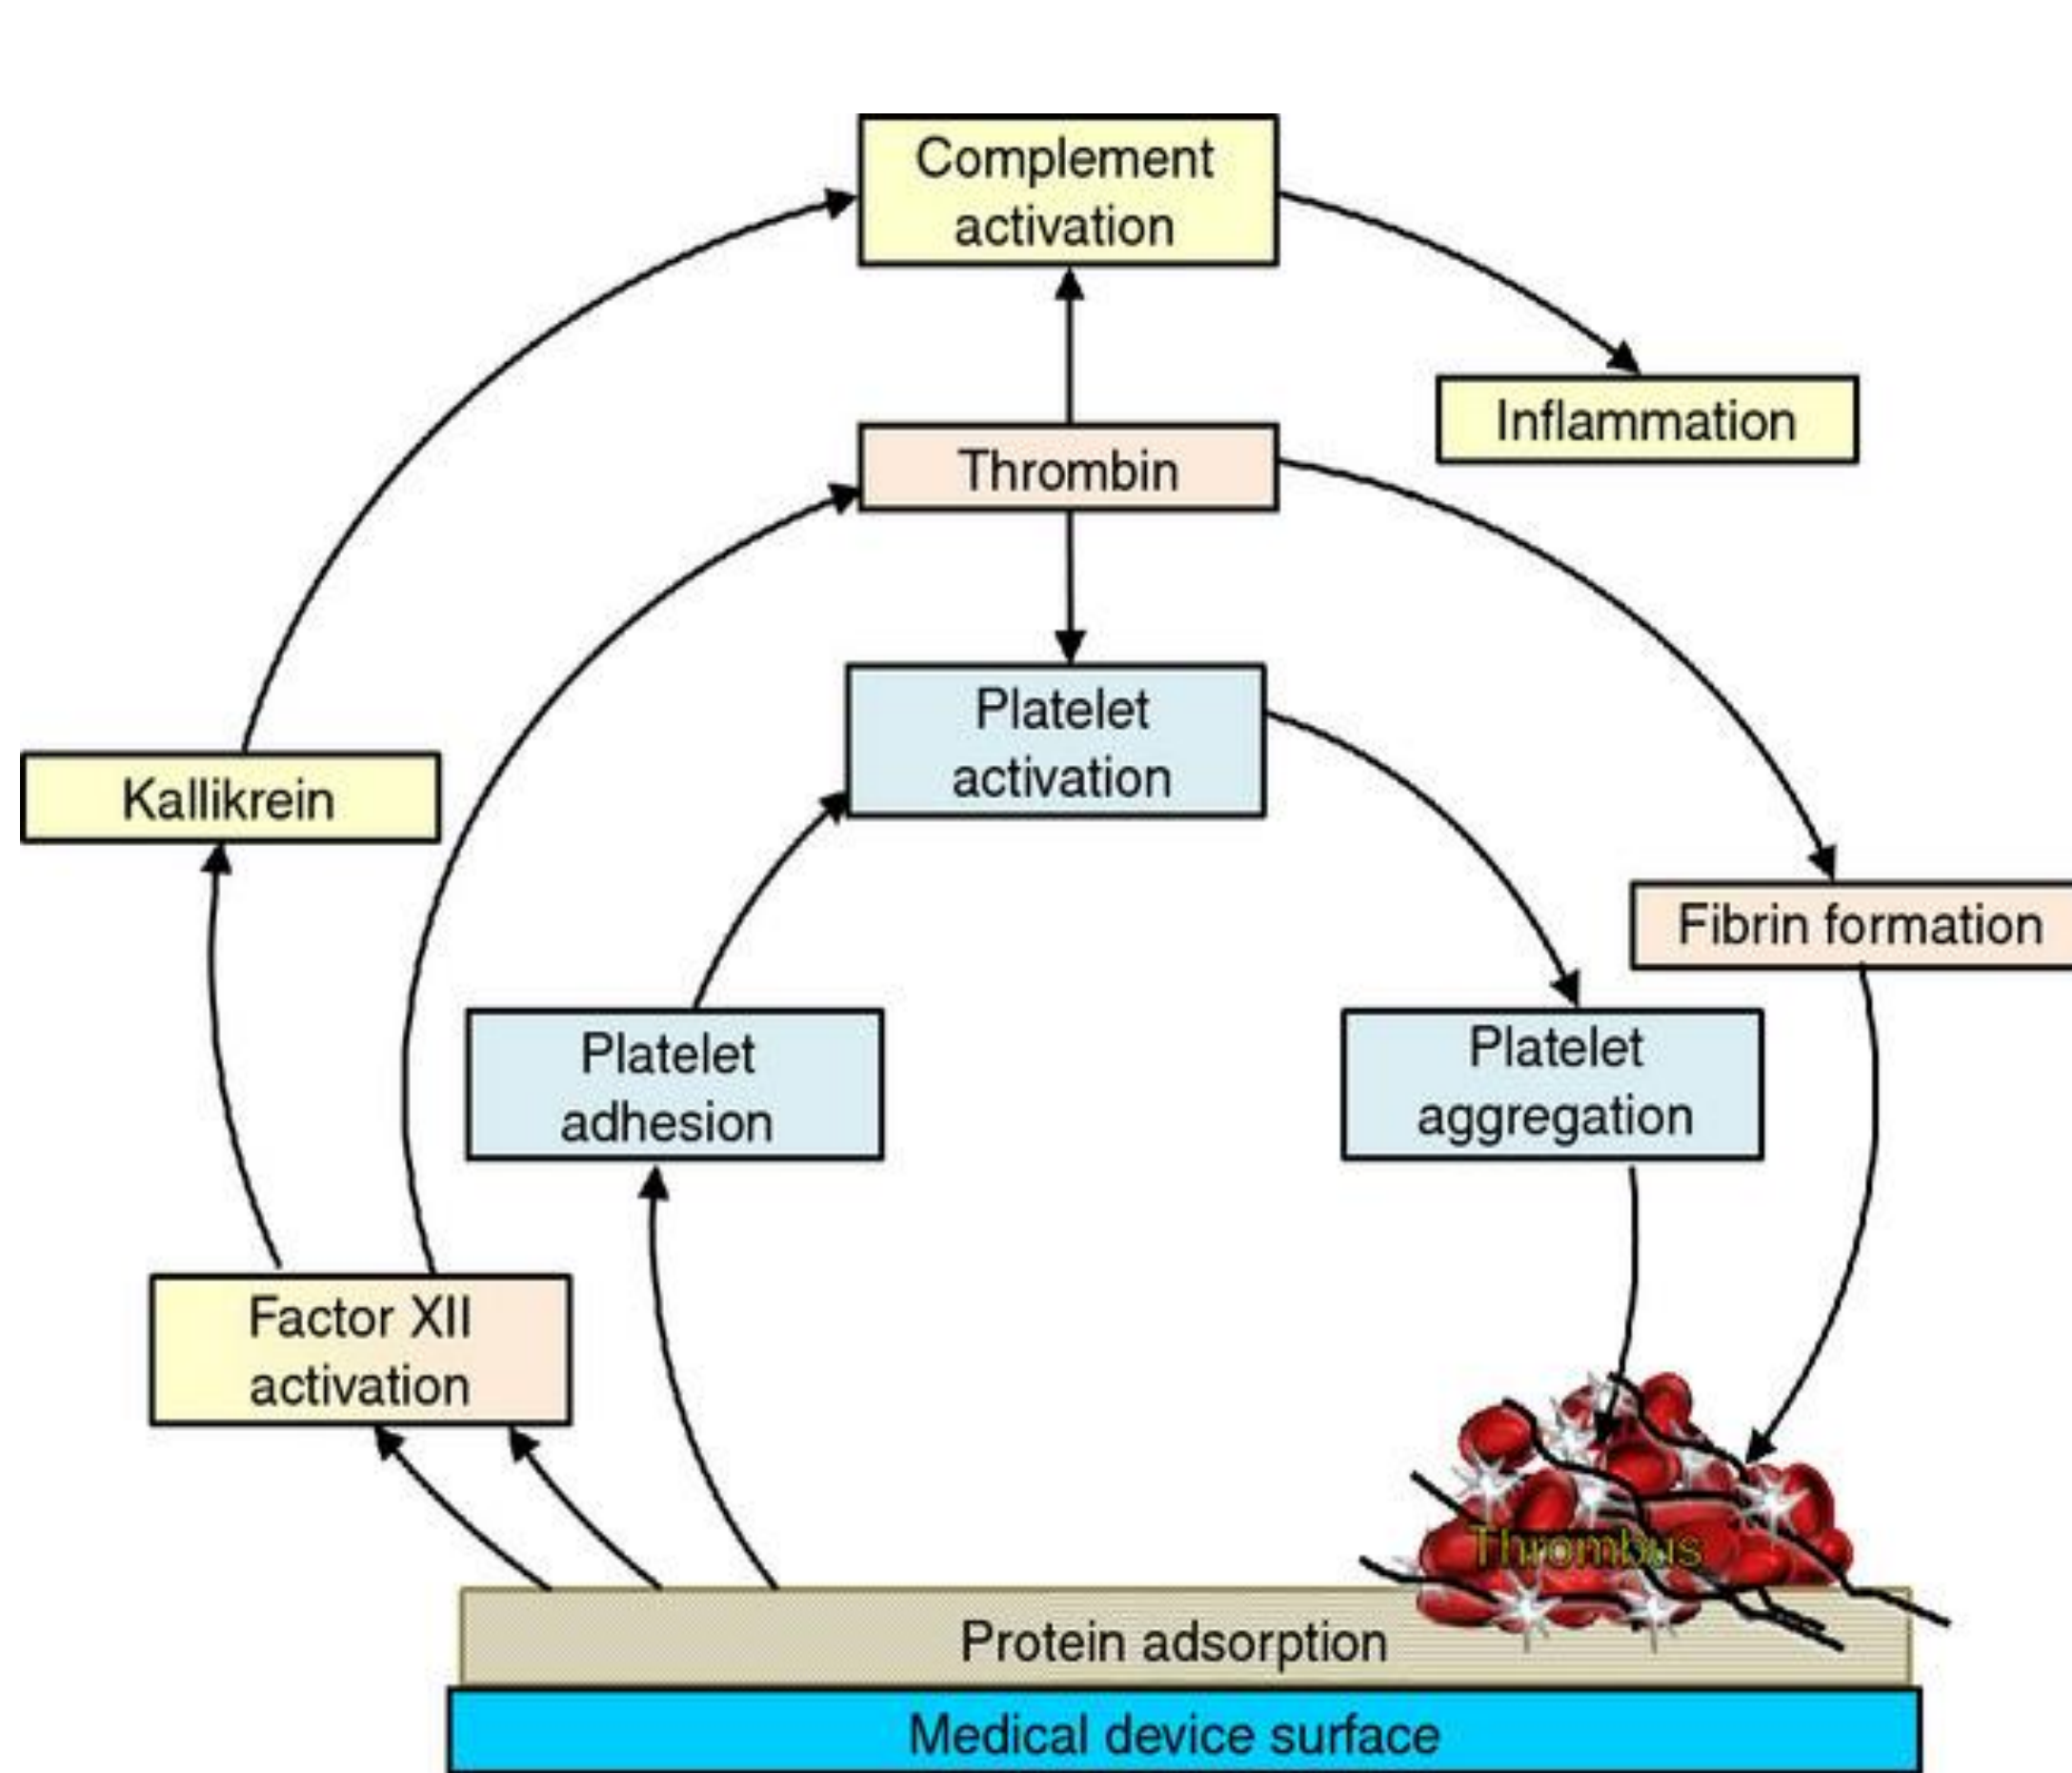 Complement
activation
Inflammation
Thrombin
Platelet
activation
Kallikrein
Fibrin formation
Platelet
adhesion
Platelet
aggregation
Factor XII
activation
Thrombus
Protein adsorption
Medical device surface